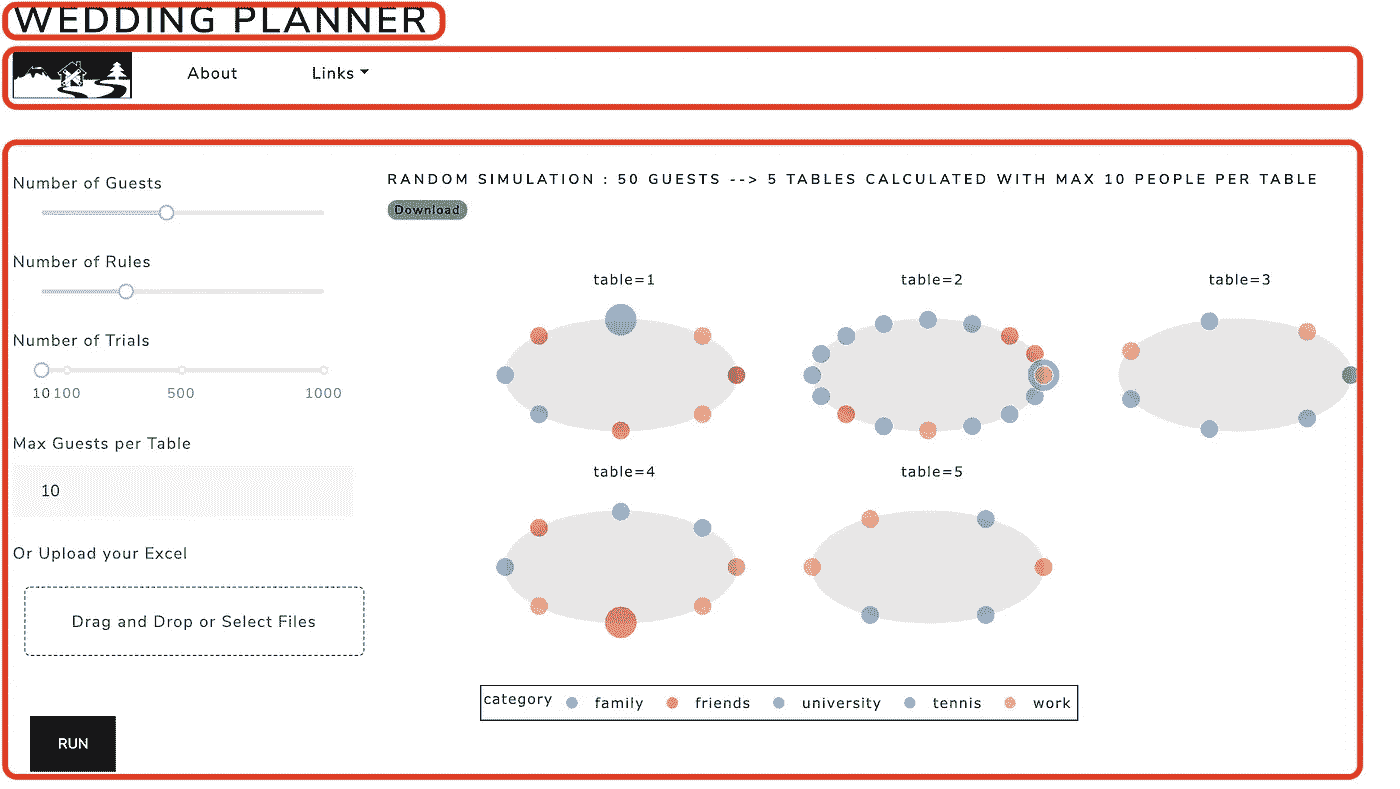 WEDDING PLANNER
About Links
Number of Guests
Number of Rules
Number of Trials
10 100 500 1000
Max Guests per Table
10
Or Upload your Excel
Drag and Drop or Select Files
RUN
RANDOM SIMULATION : 50 GUESTS --> 5 TABLES CALCULATED WITH MAX 10 PEOPLE PER TABLE
Download
table=1 table=2 table=3
table=4 table=5
category family friends university tennis work